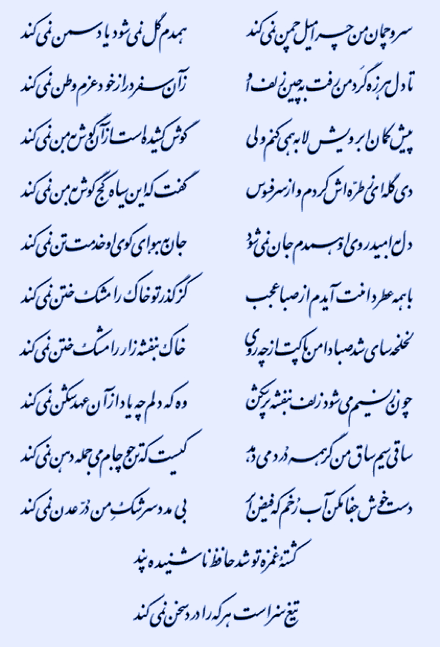 سرو چمان من چرا میل چمن نمی‌کند همدم گل نمی‌شود یاد سمن نمی‌کند
تا دل هرزه گرد من رفت به چین زلف او زآن سفر دراز خود عزم وطن نمی‌کند
پیش کمان ابرویش لابه همی‌کنم ولی گوش کشیده است از آن گوش به من نمی‌کند
دی گله‌ای ز طره‌اش کردم و از سر فسوس گفت که این سیاه کج گوش به من نمی‌کند
دل به امید روی او همدم جان نمی‌شود جان به هوای کوی او خدمت تن نمی‌کند
با همه عطر دامنت آیدم از صبا عجب کز گذر تو خاک را مشک ختن نمی‌کند
لخلخه‌سای شد صبا دامن پاکت از چه روی خاک بنفشه‌زار را مشک ختن نمی‌کند
چون ز نسیم می‌شود زلف بنفشه پرشکن وه که دلم چه یاد از آن عهدشکن نمی‌کند
ساقی سیم ساق من گر همه درد می‌دهد کیست که تن چو جام می جمله دهن نمی‌کند
دستخوش جفا مکن آب رخم که فیض ابر بی مدد سرشک من در عدن نمی‌کند
کشته غمزه تو شد حافظ ناشنیده پند
تیغ سزاست هر که را درد سخن نمی‌کند